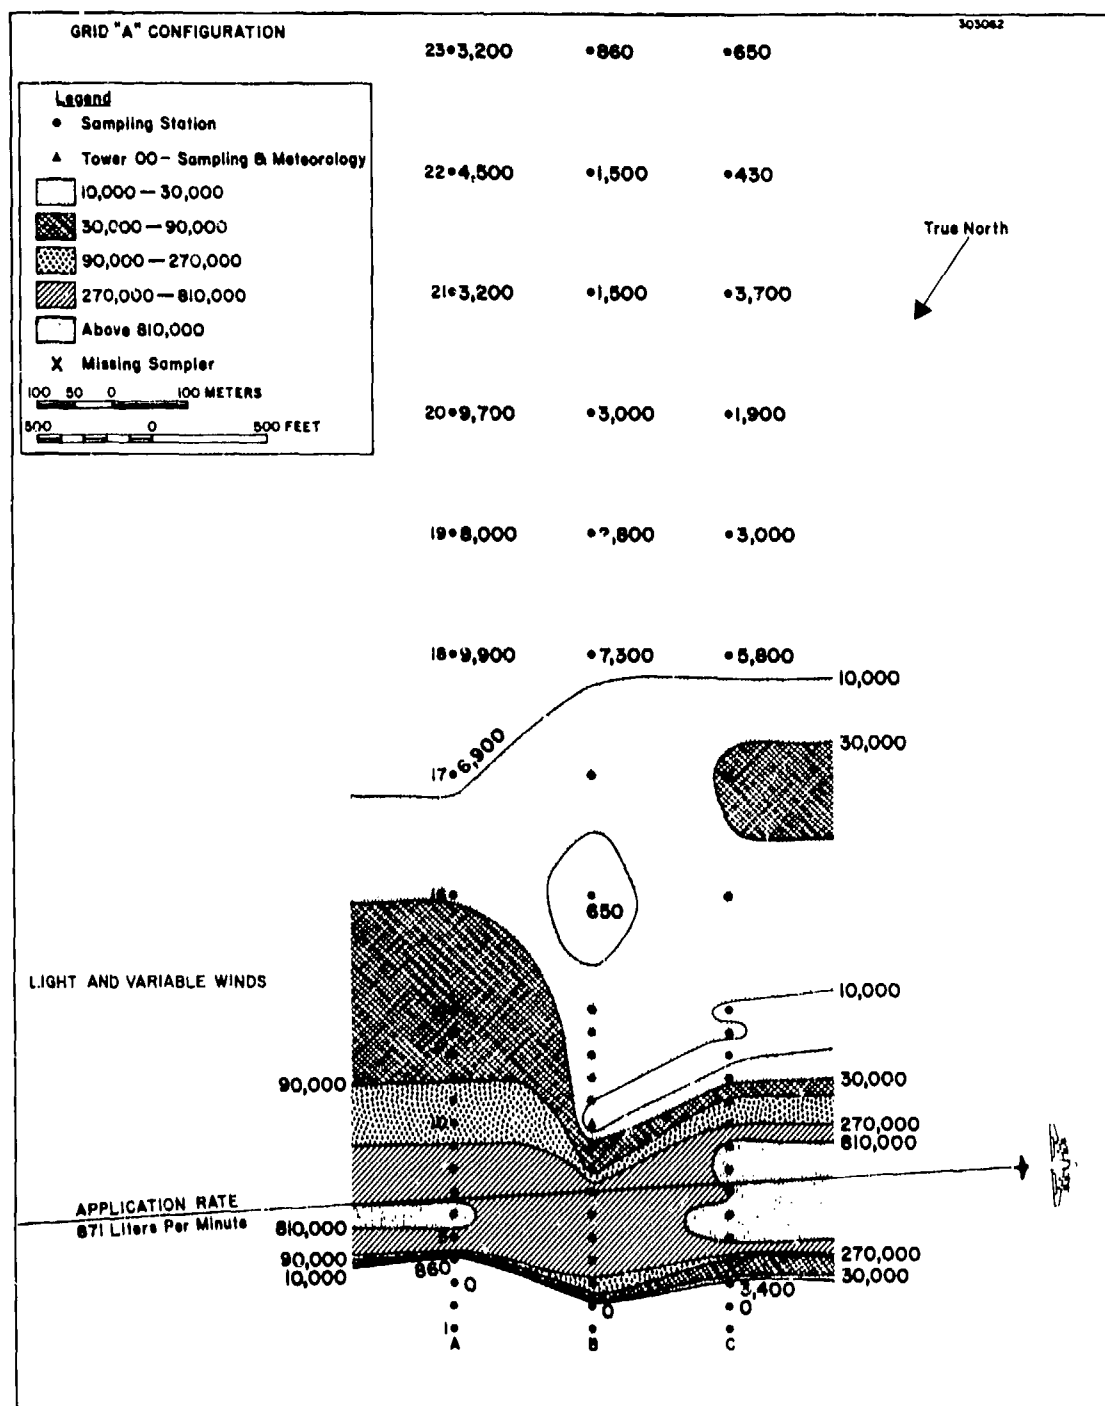 GRID "A" CONFIGURATION
303062
Legend
Sampling Station
Tower 00 - Sampling & Meteorology
10,000 — 30,000
30,000 — 90,000
90,000 — 270,000
270,000 — 810,000
Above 810,000
X Missing Sampler
100 50 0 100 METERS
500 0 500 FEET
23 3,200 860 650
22 4,500 1,500 430
True North
21 3,200 1,500 3,700
20 9,700 3,000 1,900
19 8,000 3,000
18 9,900 7,300 5,800
10,000
30,000
17 6,900
16
650
LIGHT AND VARIABLE WINDS
10,000
90,000
30,000
10
270,000
810,000
APPLICATION RATE
671 Liters Per Minute
810,000
5
90,000
860
270,000
10,000
30,000
0
3,400
0
0
1
A B C